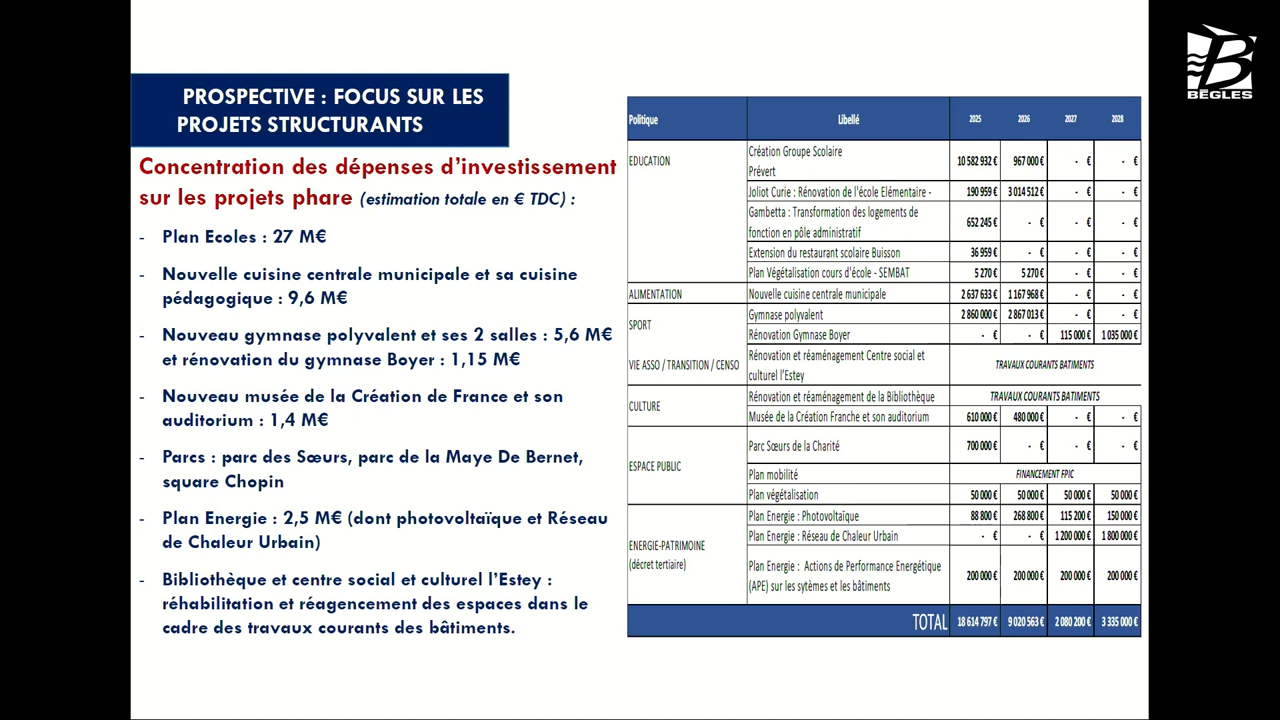 PROSPECTIVE : FOCUS SUR LES
PROJETS STRUCTURANTS
Concentration des dépenses d'investissement
sur les projets phare (estimation totale en € TDC) :
- Plan Ecoles : 27 M€
- Nouvelle cuisine centrale municipale et sa cuisine
pédagogique : 9,6 M€
- Nouveau gymnase polyvalent et ses 2 salles : 5,6 M€
et rénovation du gymnase Boyer : 1,15 M€
- Nouveau musée de la Création de France et son
auditorium : 1,4 M€
- Parcs : parc des Sœurs, parc de la Maye De Bernet,
square Chopin
- Plan Energie : 2,5 M€ (dont photovoltaïque et Réseau
de Chaleur Urbain)
- Bibliothèque et centre social et culturel l'Estey :
réhabilitation et réagencement des espaces dans le
cadre des travaux courants des bâtiments.
Politique Libellé 2025 2026 2027 2028
EDUCATION Création Groupe Scolaire
Prévert 10 582 932 € 967 000 € - € - €
Joliot Curie : Rénovation de l'école Elémentaire - 190 959 € 3 014 512 € - € - €
Gambetta : Transformation des logements de
fonction en pôle administratif 652 245 € - € - € - €
Extension du restaurant scolaire Buisson 36 959 € - € - € - €
Plan Végétalisation cours d'école - SEMBAT 5 270 € 5 270 € - € - €
ALIMENTATION Nouvelle cuisine centrale municipale 2 637 633 € 1 167 968 € - € - €
SPORT Gymnase polyvalent 2 860 000 € 2 867 013 € - € - €
Rénovation Gymnase Boyer - € - € 115 000 € 1 035 000 €
VIE ASSO / TRANSITION / CENSO Rénovation et réaménagement Centre social et
culturel l'Estey TRAVAUX COURANTS BATIMENTS
CULTURE Rénovation et réaménagement de la Bibliothèque TRAVAUX COURANTS BATIMENTS
Musée de la Création Franche et son auditorium 610 000 € 480 000 € - € - €
ESPACE PUBLIC Parc Sœurs de la Charité 700 000 € - € - € - €
Plan mobilité FINANCEMENT FPIC
Plan végétalisation 50 000 € 50 000 € 50 000 € 50 000 €
ENERGIE-PATRIMOINE
(décret tertiaire) Plan Energie : Photovoltaïque 88 800 € 268 800 € 115 200 € 150 000 €
Plan Energie : Réseau de Chaleur Urbain - € - € 1 200 000 € 1 800 000 €
Plan Energie : Actions de Performance Energétique
(APE) sur les sytèmes et les bâtiments 200 000 € 200 000 € 200 000 € 200 000 €
TOTAL 18 614 797 € 9 020 563 € 2 080 200 € 3 335 000 €
B
BEGLES